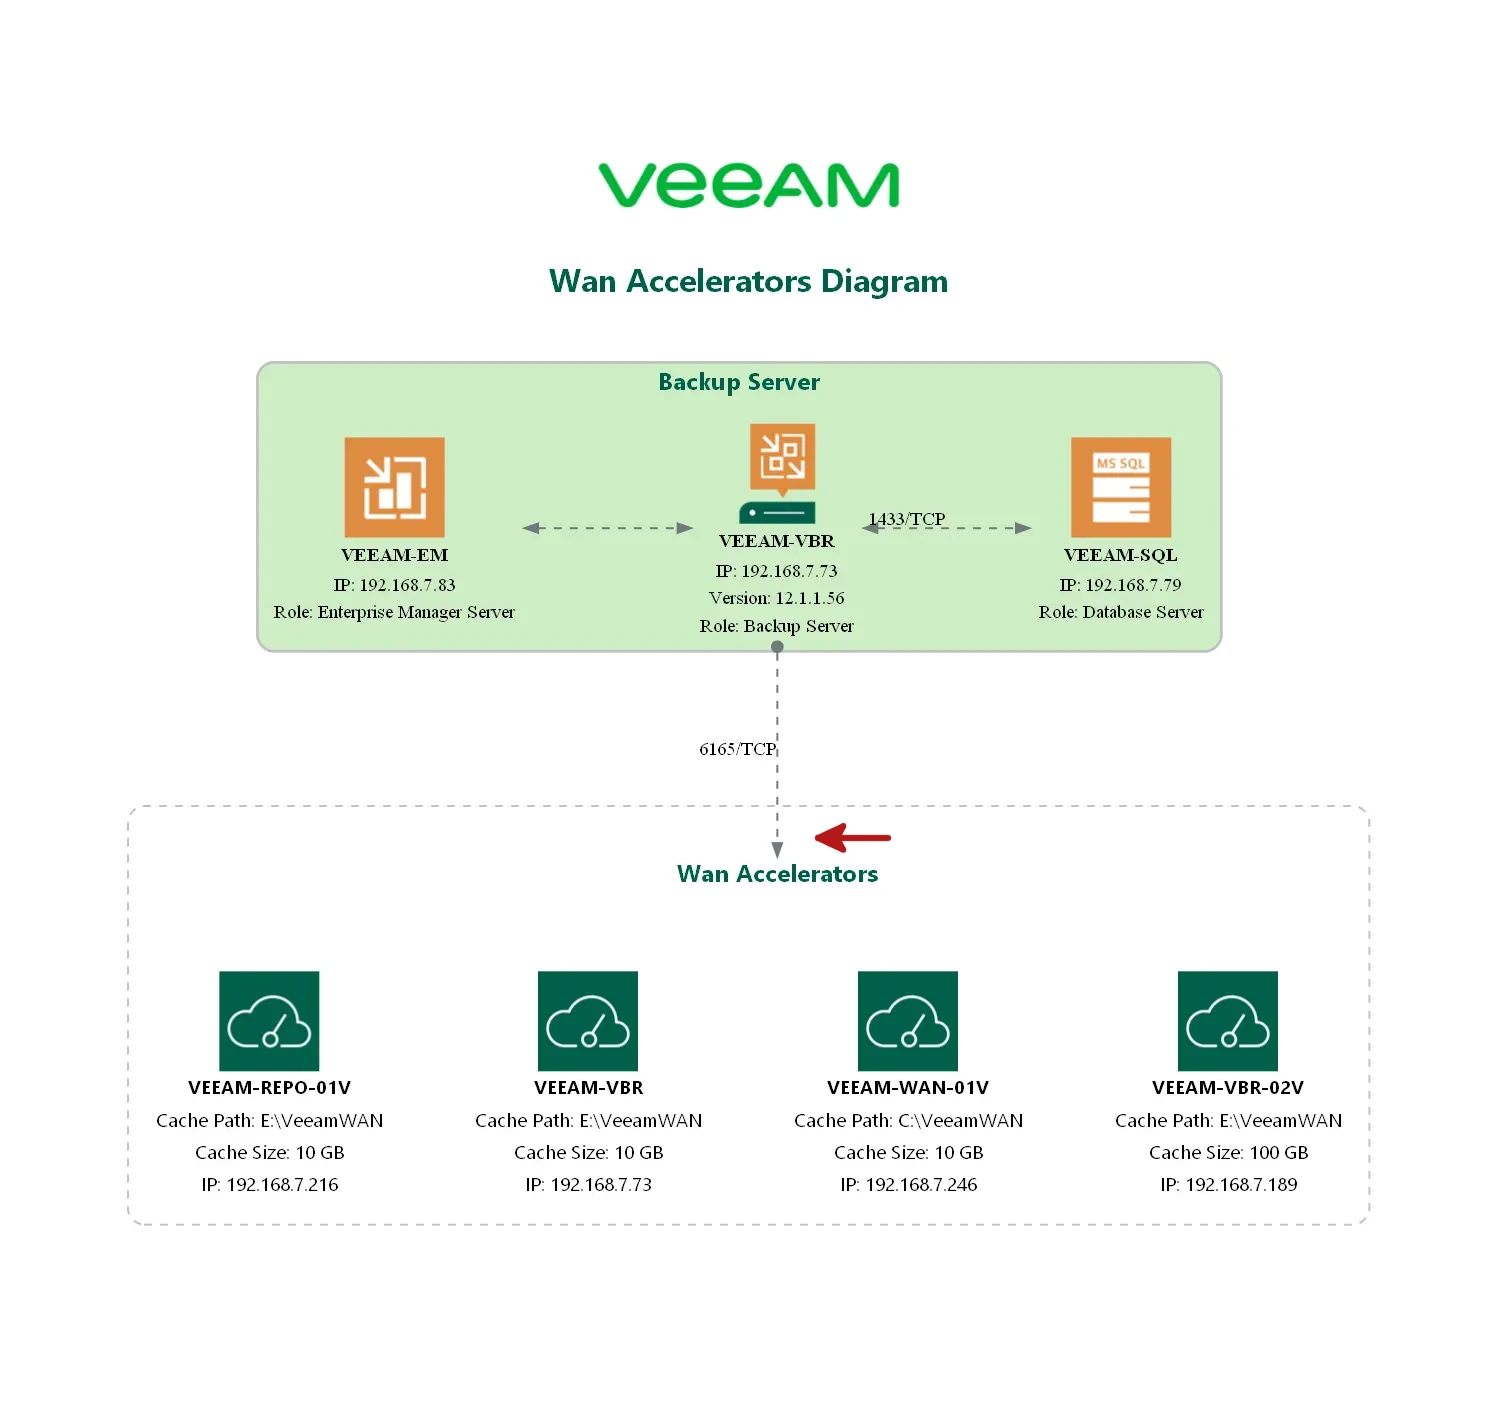 veeam
Wan Accelerators Diagram
Backup Server
MS SQL
1433/TCP
VEEAM-EM
IP: 192.168.7.83
Role: Enterprise Manager Server
VEEAM-VBR
IP: 192.168.7.73
Version: 12.1.1.56
Role: Backup Server
VEEAM-SQL
IP: 192.168.7.79
Role: Database Server
6165/TCP
Wan Accelerators
VEEAM-REPO-01V
Cache Path: E:\VeeamWAN
Cache Size: 10 GB
IP: 192.168.7.216
VEEAM-VBR
Cache Path: E:\VeeamWAN
Cache Size: 10 GB
IP: 192.168.7.73
VEEAM-WAN-01V
Cache Path: C:\VeeamWAN
Cache Size: 10 GB
IP: 192.168.7.246
VEEAM-VBR-02V
Cache Path: E:\VeeamWAN
Cache Size: 100 GB
IP: 192.168.7.189